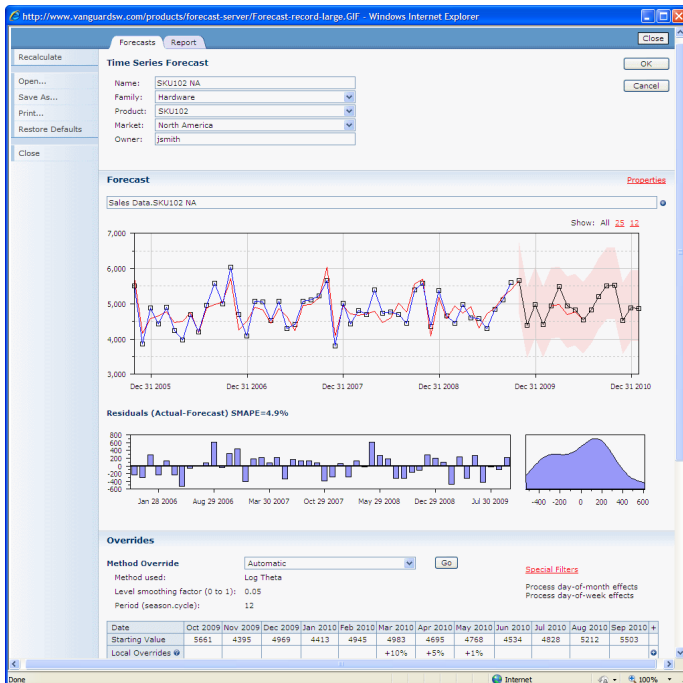 http://www.vanguardsw.com/products/forecast-server/Forecast-record-large.GIF - Windows Internet Explorer
Forecasts Report Close
Recalculate
Open...
Save As...
Print...
Restore Defaults
Close
Time Series Forecast
OK
Cancel
Name: SKU102 NA
Family: Hardware
Product: SKU102
Market: North America
Owner: jsmith
Forecast Properties
Sales Data.SKU102 NA
Show: All 25 12
7,000
6,000
5,000
4,000
3,000
Dec 31 2005 Dec 31 2006 Dec 31 2007 Dec 31 2008 Dec 31 2009 Dec 31 2010
Residuals (Actual-Forecast) SMAPE=4.9%
800
600
400
200
0
-200
-400
-600
Jan 28 2006 Aug 29 2006 Mar 30 2007 Oct 29 2007 May 29 2008 Dec 29 2008 Jul 30 2009
-400 -200 0 200 400 600
Overrides
Method Override Automatic Go
Method used: Log Theta
Level smoothing factor (0 to 1): 0.05
Period (season.cycle): 12
Special Filters
Process day-of-month effects
Process day-of-week effects
Date Oct 2009 Nov 2009 Dec 2009 Jan 2010 Feb 2010 Mar 2010 Apr 2010 May 2010 Jun 2010 Jul 2010 Aug 2010 Sep 2010 +
Starting Value 5661 4395 4969 4413 4945 4983 4695 4768 4534 4828 5212 5503
Local Overrides +10% +5% +1%
Done Internet 100%